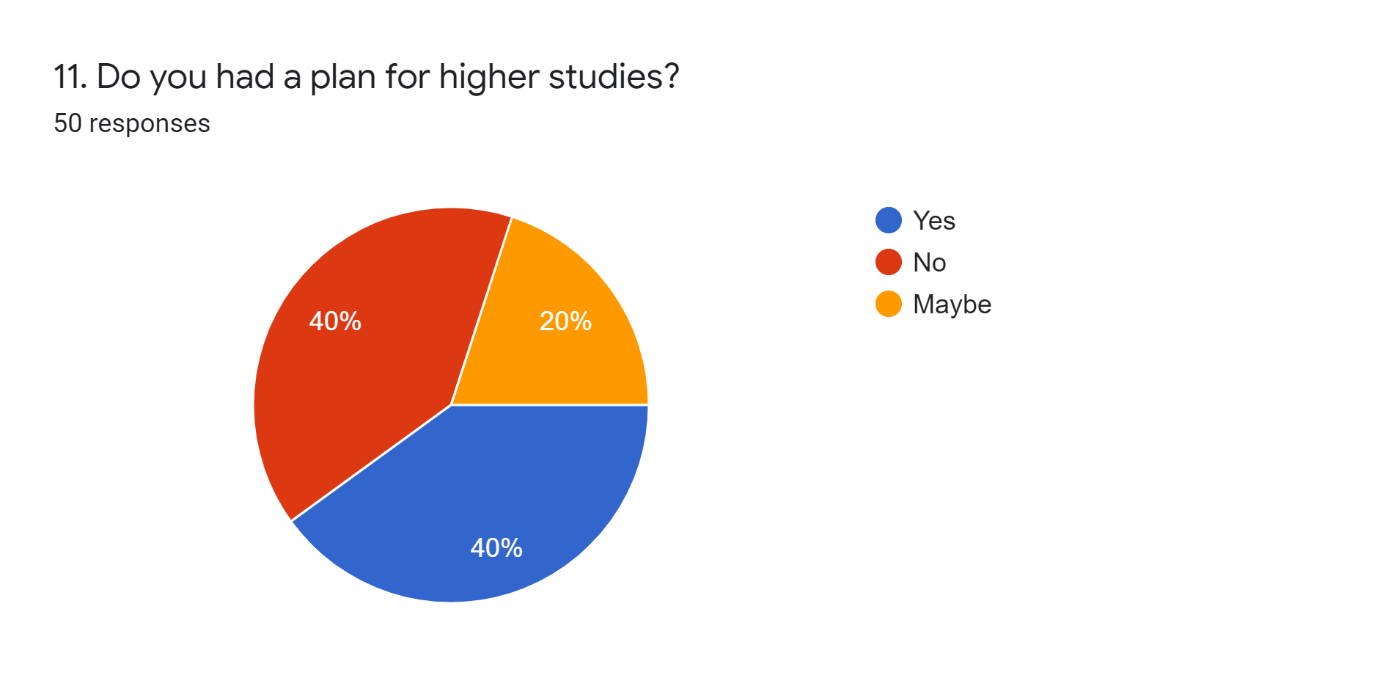 11. Do you had a plan for higher studies?
50 responses
Yes
No
Maybe
40%
20%
40%